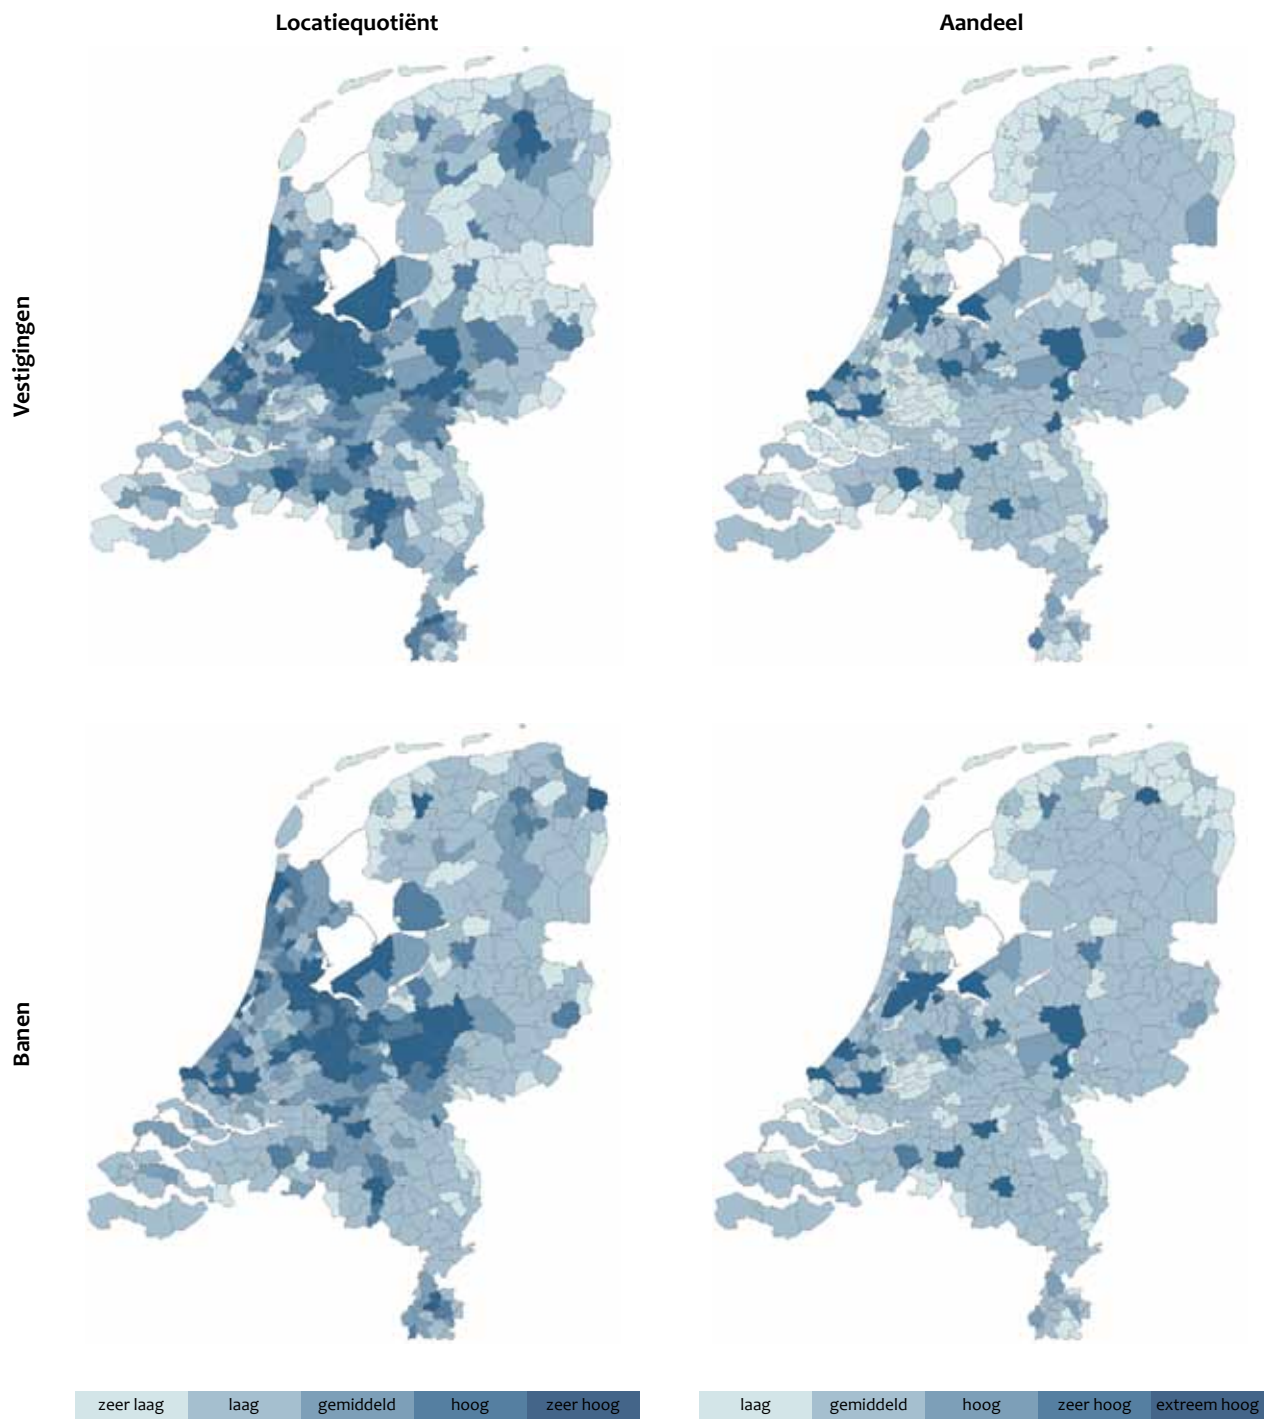 Locatiequotiënt
Aandeel
Vestigingen
Banen
zeer laag laag gemiddeld hoog zeer hoog
laag gemiddeld hoog zeer hoog extreem hoog